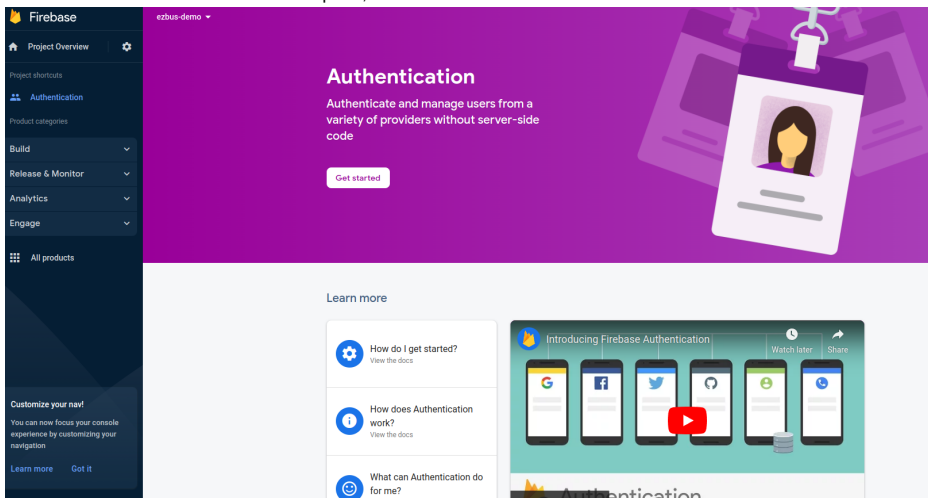 Firebase
ezbus-demo
Project Overview
Project shortcuts
Authentication
Product categories
Build
Release & Monitor
Analytics
Engage
All products
Customize your nav!
You can now focus your console
experience by customizing your
navigation
Learn more Got it
Authentication
Authenticate and manage users from a
variety of providers without server-side
code
Get started
Learn more
How do I get started?
View the docs
How does Authentication
work?
View the docs
What can Authentication do
for me?
Introducing Firebase Authentication
Watch later Share
Authentication